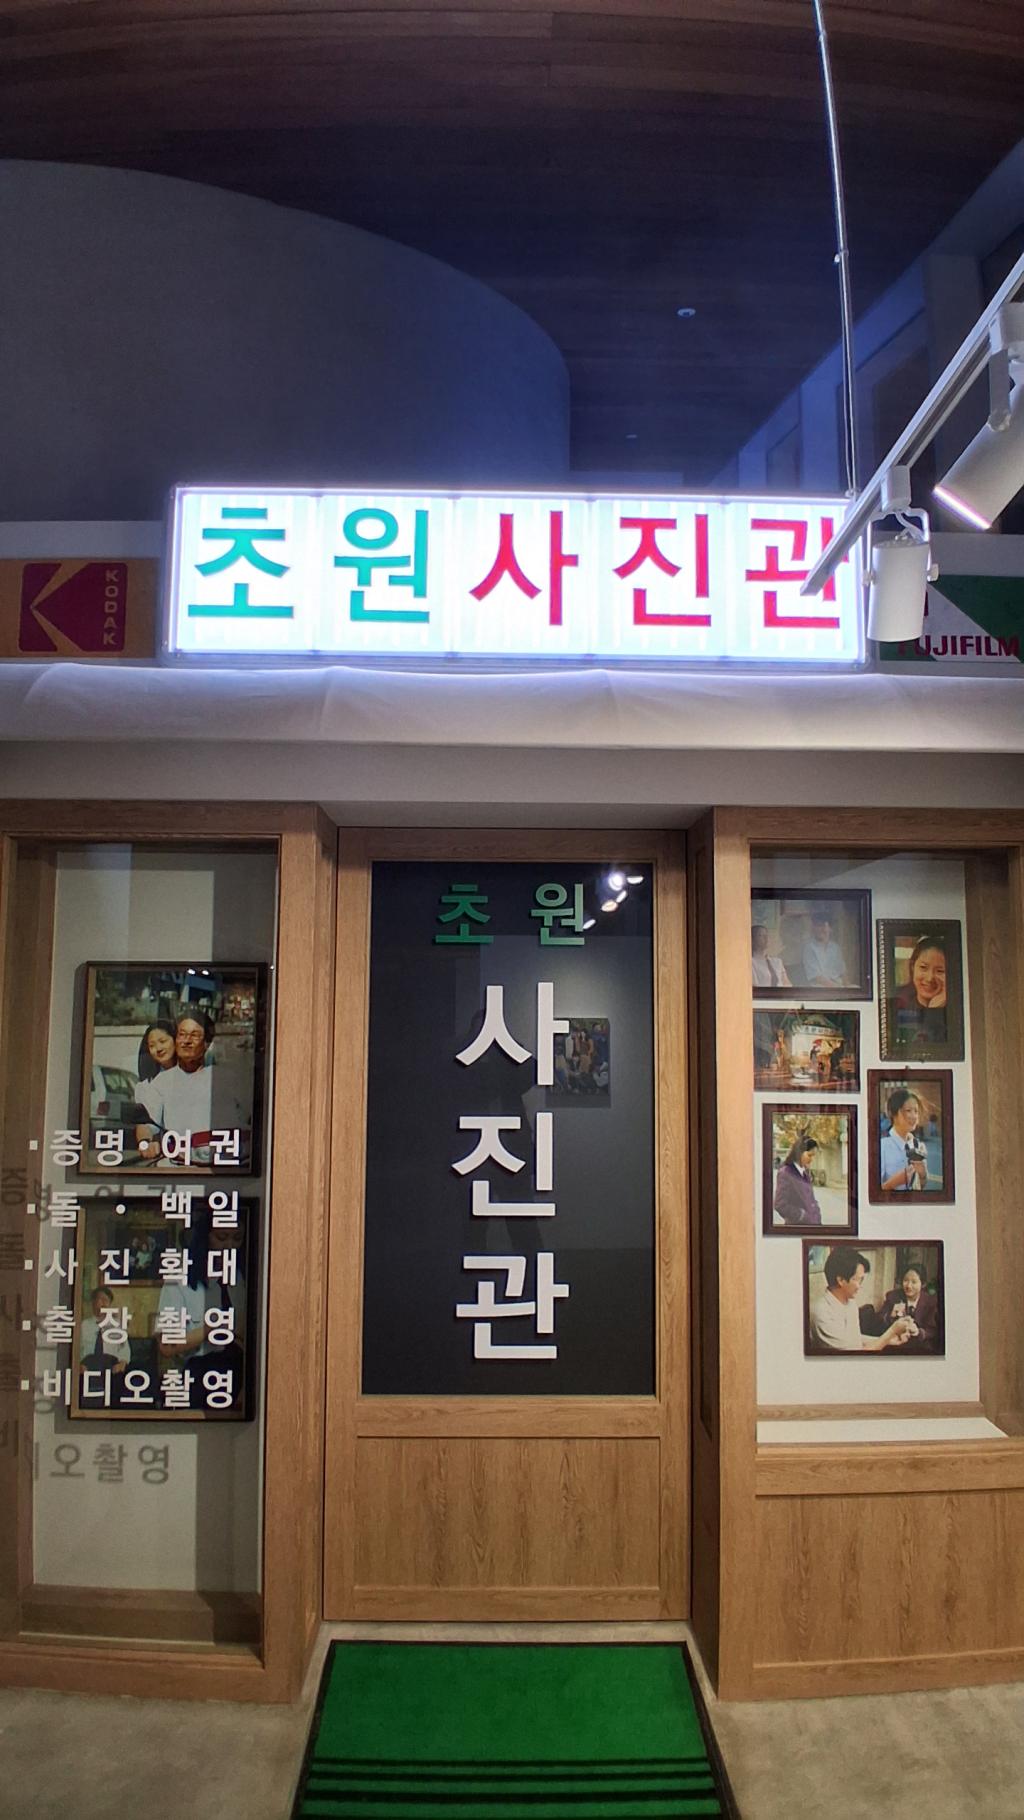 초원사진관
KODAK
FUJIFILM
초원
사
진
관
·증명·여권
·돌·백일
·사진확대
·출장촬영
·비디오촬영